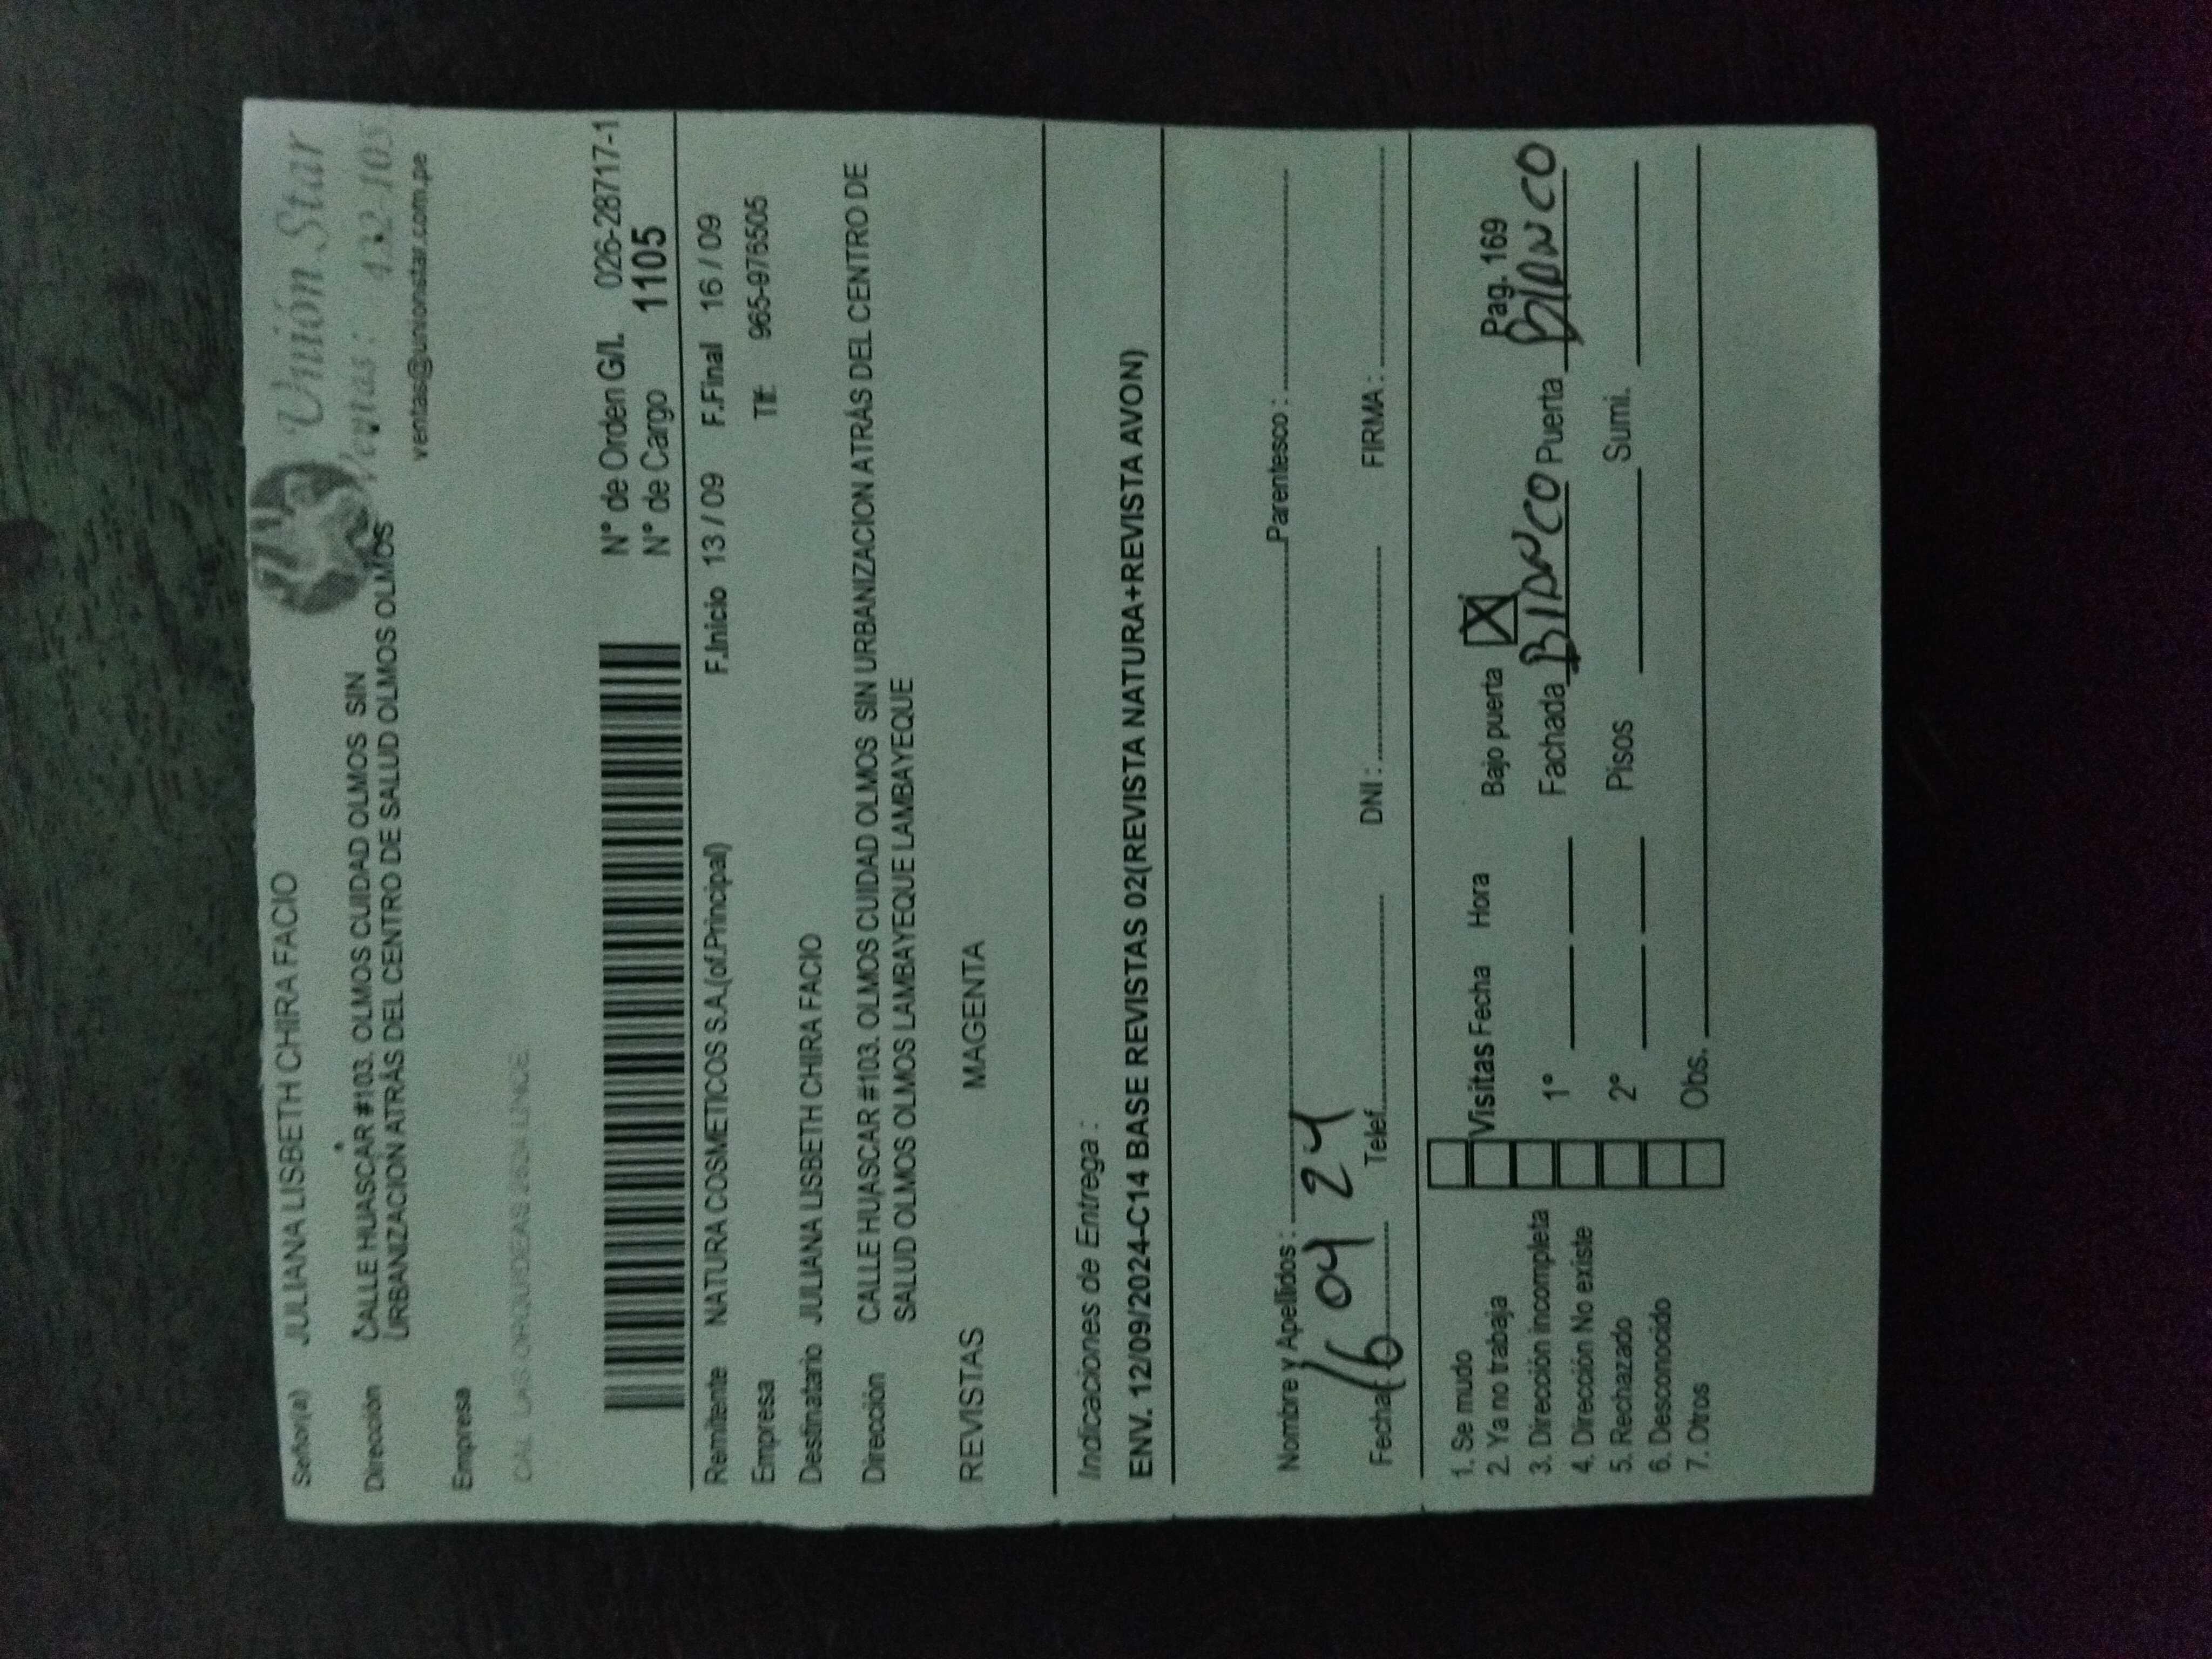 Señor(a) JULIANA LISBETH CHIRA FACIO
Unión Star
Dirección CALLE HUASCAR #103. OLMOS CUIDAD OLMOS SIN
Ventas : 432-105
URBANIZACION ATRÁS DEL CENTRO DE SALUD OLMOS OLMOS
ventas@unionstar.com.pe
Empresa
CAL. LAS ORQUIDEAS LINCE
N° de Orden G/L 026-28717-1
N° de Cargo 1105
Remitente NATURA COSMETICOS S.A.(of.Principal) F.Inicio 13 / 09 F.Final 16 / 09
Empresa Tlf: 965-976505
Destinatario JULIANA LISBETH CHIRA FACIO
Dirección CALLE HUASCAR #103. OLMOS CUIDAD OLMOS SIN URBANIZACION ATRÁS DEL CENTRO DE
SALUD OLMOS OLMOS LAMBAYEQUE LAMBAYEQUE
REVISTAS MAGENTA
Indicaciones de Entrega :
ENV. 12/09/2024-C14 BASE REVISTAS 02(REVISTA NATURA+REVISTA AVON)
Nombre y Apellidos : Parentesco :
Fecha 16 09 24 Telef. DNI : FIRMA :
1. Se mudo
2. Ya no trabaja Visitas Fecha Hora Bajo puerta X Pag. 169
3. Dirección incompleta
4. Dirección No existe 1° Fachada BlANCO Puerta BlANCO
5. Rechazado
6. Desconocido 2° Pisos Sumi.
7. Otros Obs.